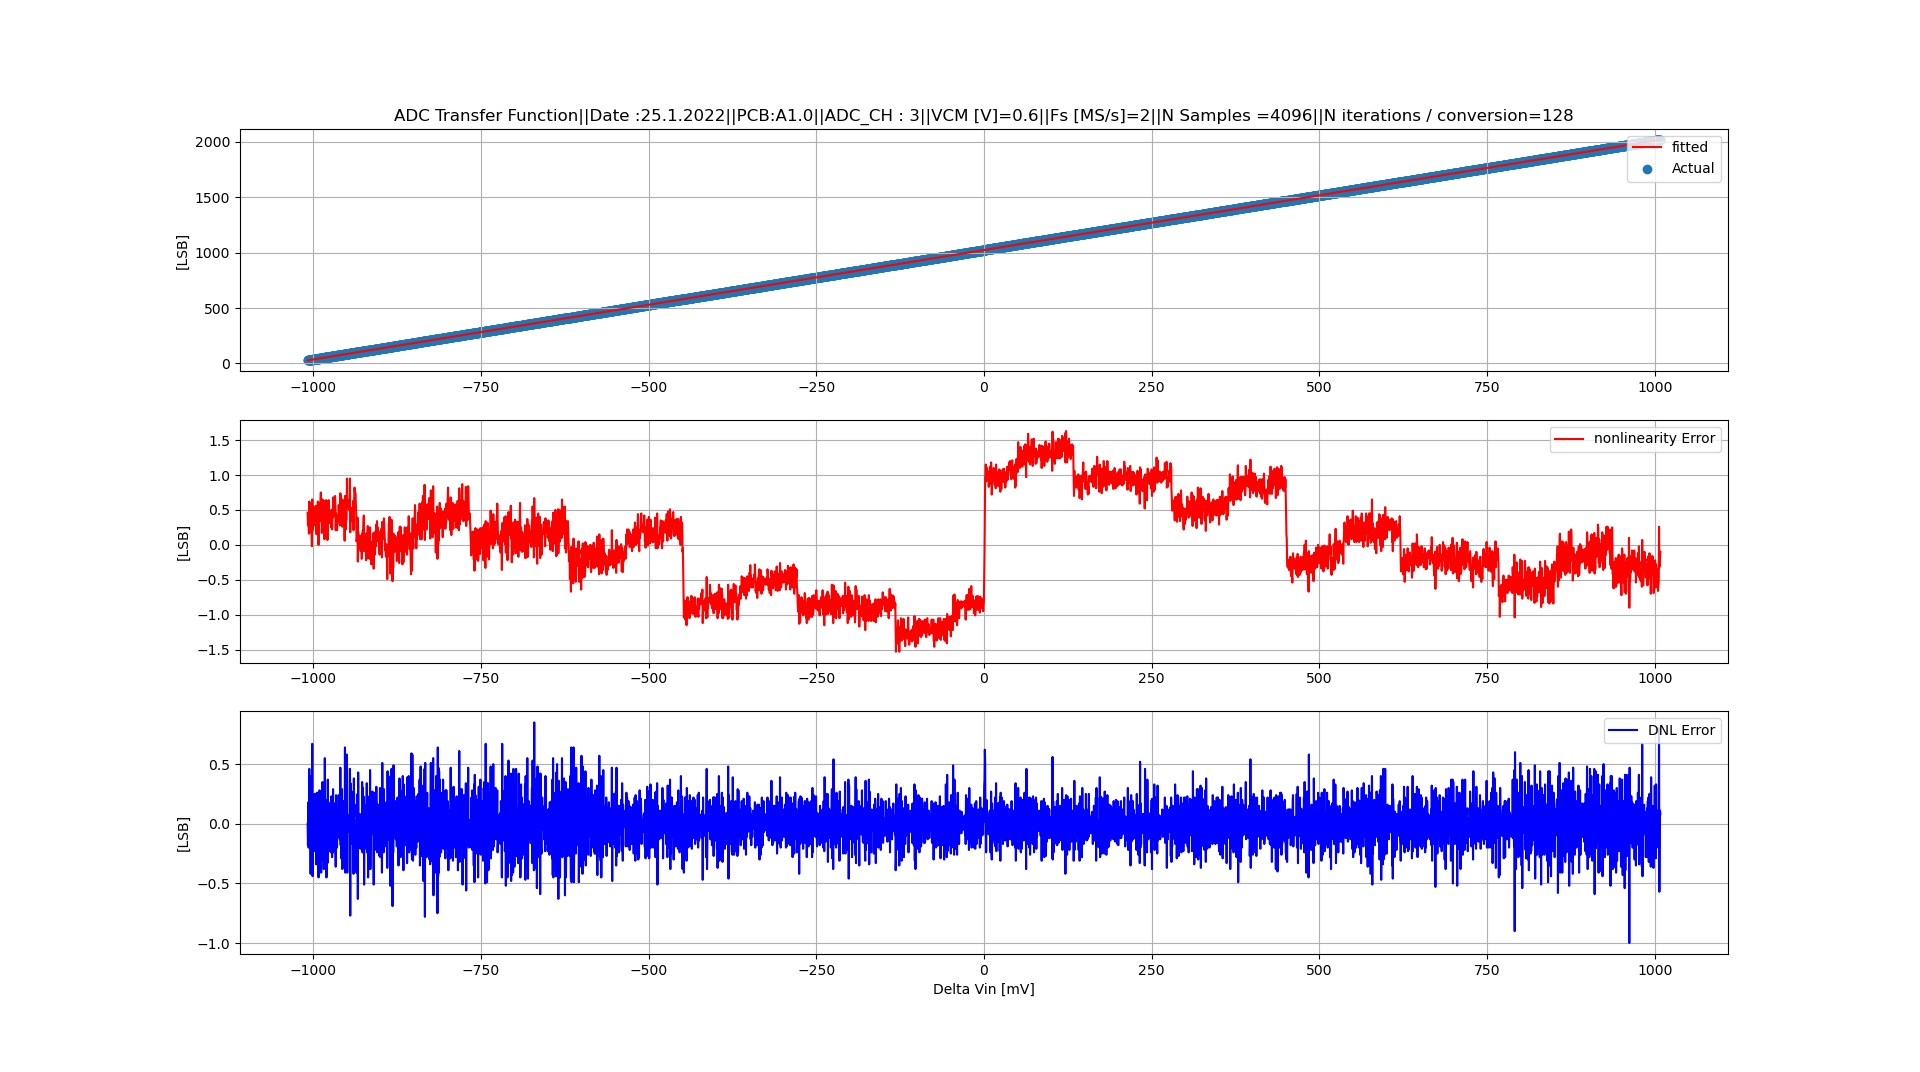 ADC Transfer Function||Date :25.1.2022||PCB:A1.0||ADC_CH : 3||VCM [V]=0.6||Fs [MS/s]=2||N Samples =4096||N iterations / conversion=128
2000
1500
1000
500
0
[LSB]
fitted
Actual
−1000 −750 −500 −250 0 250 500 750 1000
1.5
1.0
0.5
0.0
−0.5
−1.0
−1.5
[LSB]
nonlinearity Error
−1000 −750 −500 −250 0 250 500 750 1000
0.5
0.0
−0.5
−1.0
[LSB]
DNL Error
−1000 −750 −500 −250 0 250 500 750 1000
Delta Vin [mV]